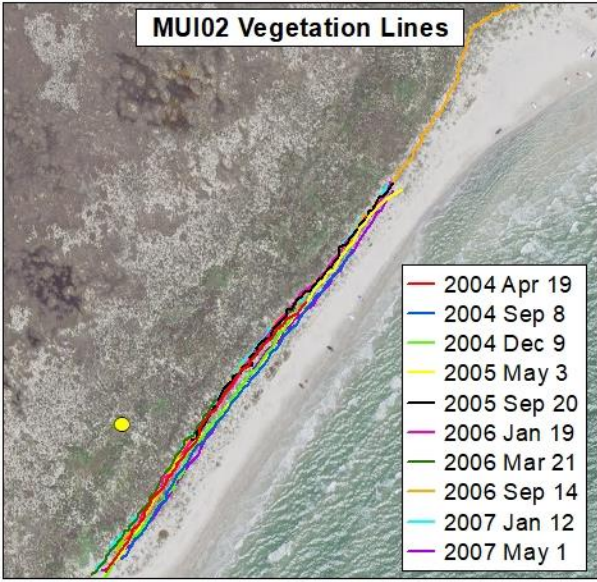 MUI02 Vegetation Lines
2004 Apr 19
2004 Sep 8
2004 Dec 9
2005 May 3
2005 Sep 20
2006 Jan 19
2006 Mar 21
2006 Sep 14
2007 Jan 12
2007 May 1